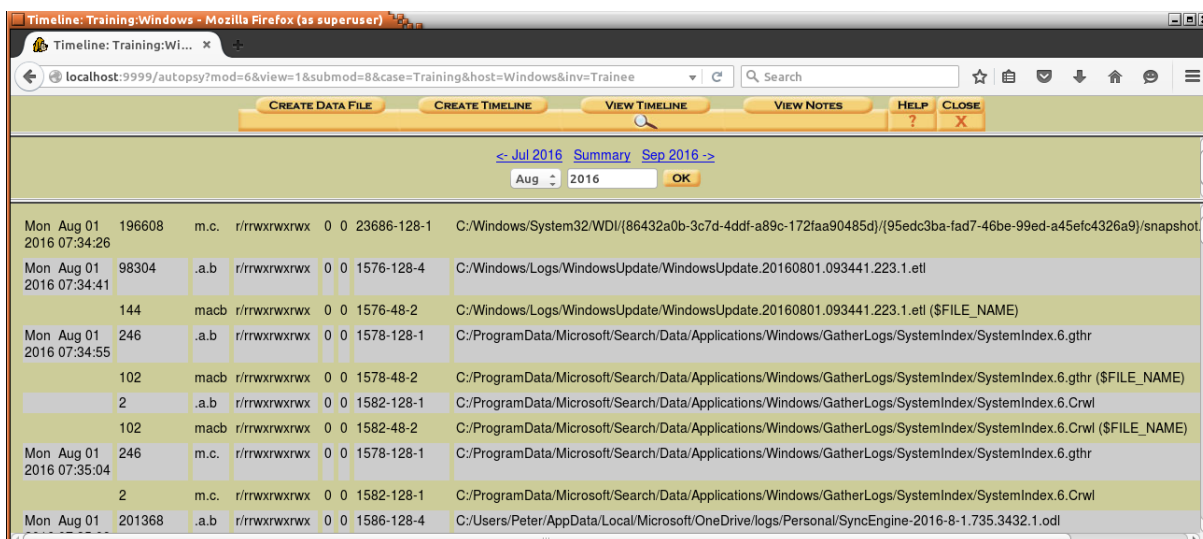 Timeline: Training:Windows - Mozilla Firefox (as superuser)
Timeline: Training:Wi... ×
localhost:9999/autopsy?mod=6&view=1&submod=8&case=Training&host=Windows&inv=Trainee Search
CREATE DATA FILE CREATE TIMELINE VIEW TIMELINE VIEW NOTES HELP CLOSE
? X
<- Jul 2016 Summary Sep 2016 ->
Aug 2016 OK
Mon Aug 01 196608 m.c. r/rrwxrwxrwx 0 0 23686-128-1 C:/Windows/System32/WDI/{86432a0b-3c7d-4ddf-a89c-172faa90485d}/{95edc3ba-fad7-46be-99ed-a45efc4326a9}/snapshot.
2016 07:34:26
Mon Aug 01 98304 .a.b r/rrwxrwxrwx 0 0 1576-128-4 C:/Windows/Logs/WindowsUpdate/WindowsUpdate.20160801.093441.223.1.etl
2016 07:34:41
144 macb r/rrwxrwxrwx 0 0 1576-48-2 C:/Windows/Logs/WindowsUpdate/WindowsUpdate.20160801.093441.223.1.etl ($FILE_NAME)
Mon Aug 01 246 .a.b r/rrwxrwxrwx 0 0 1578-128-1 C:/ProgramData/Microsoft/Search/Data/Applications/Windows/GatherLogs/SystemIndex/SystemIndex.6.gthr
2016 07:34:55
102 macb r/rrwxrwxrwx 0 0 1578-48-2 C:/ProgramData/Microsoft/Search/Data/Applications/Windows/GatherLogs/SystemIndex/SystemIndex.6.gthr ($FILE_NAME)
2 .a.b r/rrwxrwxrwx 0 0 1582-128-1 C:/ProgramData/Microsoft/Search/Data/Applications/Windows/GatherLogs/SystemIndex/SystemIndex.6.Crwl
102 macb r/rrwxrwxrwx 0 0 1582-48-2 C:/ProgramData/Microsoft/Search/Data/Applications/Windows/GatherLogs/SystemIndex/SystemIndex.6.Crwl ($FILE_NAME)
Mon Aug 01 246 m.c. r/rrwxrwxrwx 0 0 1578-128-1 C:/ProgramData/Microsoft/Search/Data/Applications/Windows/GatherLogs/SystemIndex/SystemIndex.6.gthr
2016 07:35:04
2 m.c. r/rrwxrwxrwx 0 0 1582-128-1 C:/ProgramData/Microsoft/Search/Data/Applications/Windows/GatherLogs/SystemIndex/SystemIndex.6.Crwl
Mon Aug 01 201368 .a.b r/rrwxrwxrwx 0 0 1586-128-4 C:/Users/Peter/AppData/Local/Microsoft/OneDrive/logs/Personal/SyncEngine-2016-8-1.735.3432.1.odl